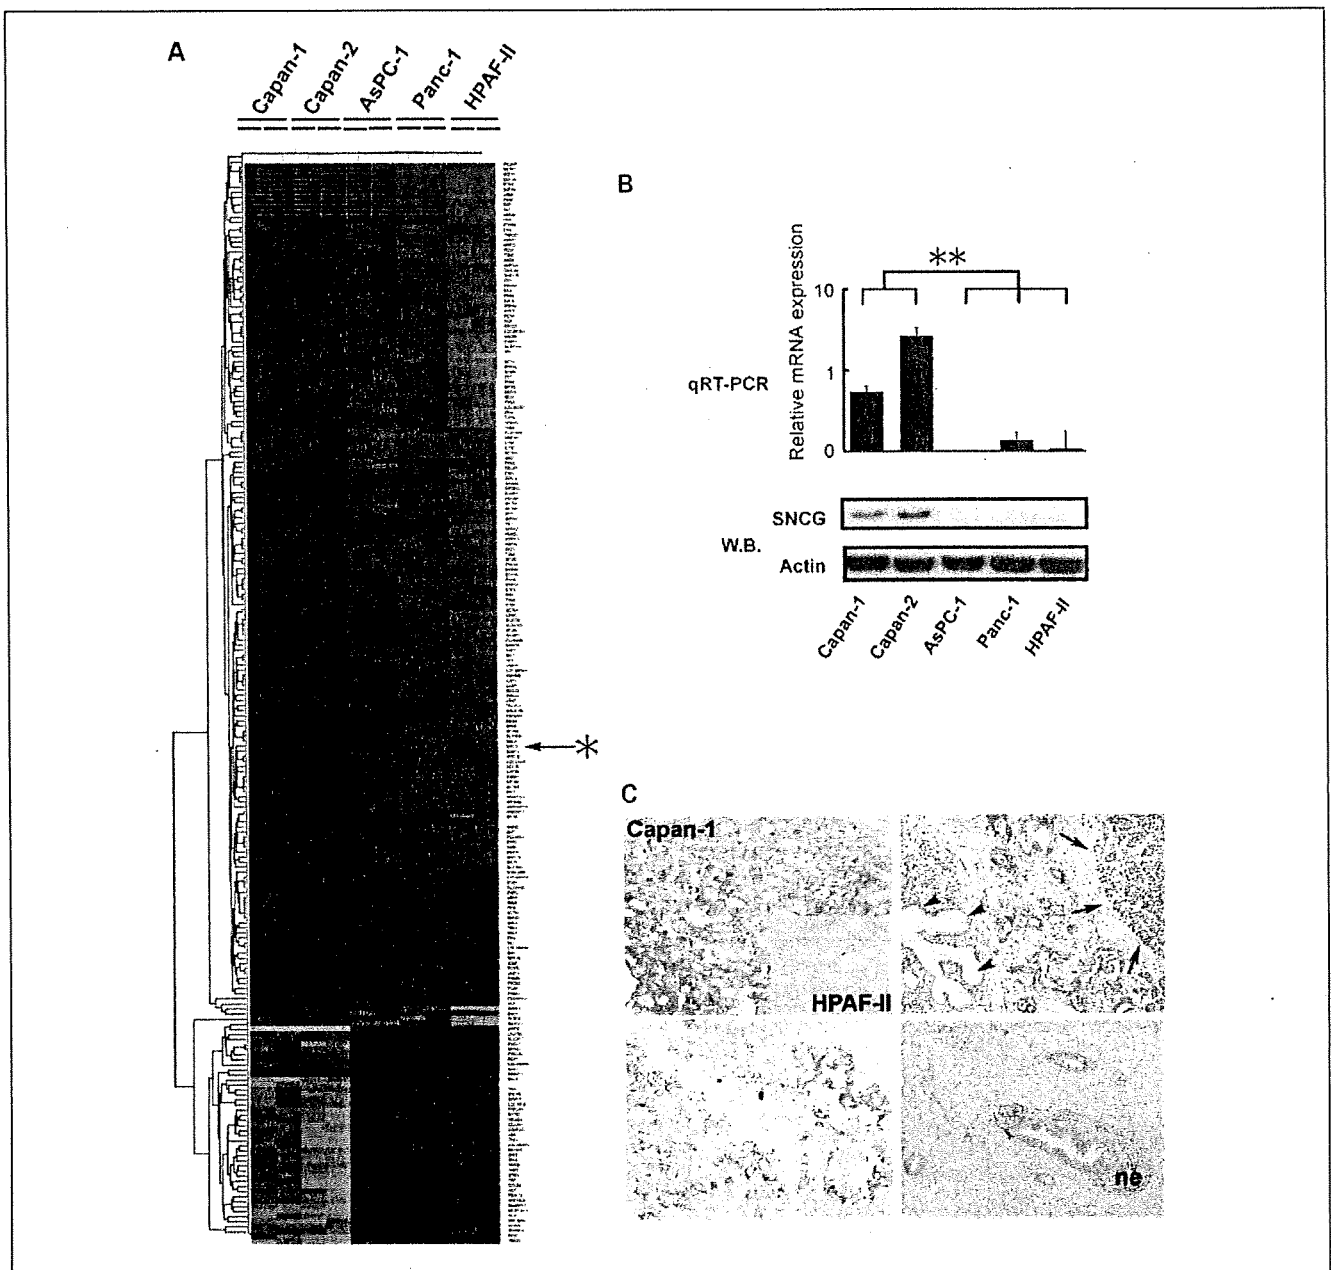 A
Capan-1
Capan-2
AsPC-1
Panc-1
HPAF-II
*
B
**
qRT-PCR
Relative mRNA expression
10
1
0
SNCG
W.B.
Actin
Capan-1
Capan-2
AsPC-1
Panc-1
HPAF-II
C
Capan-1
HPAF-II
ne